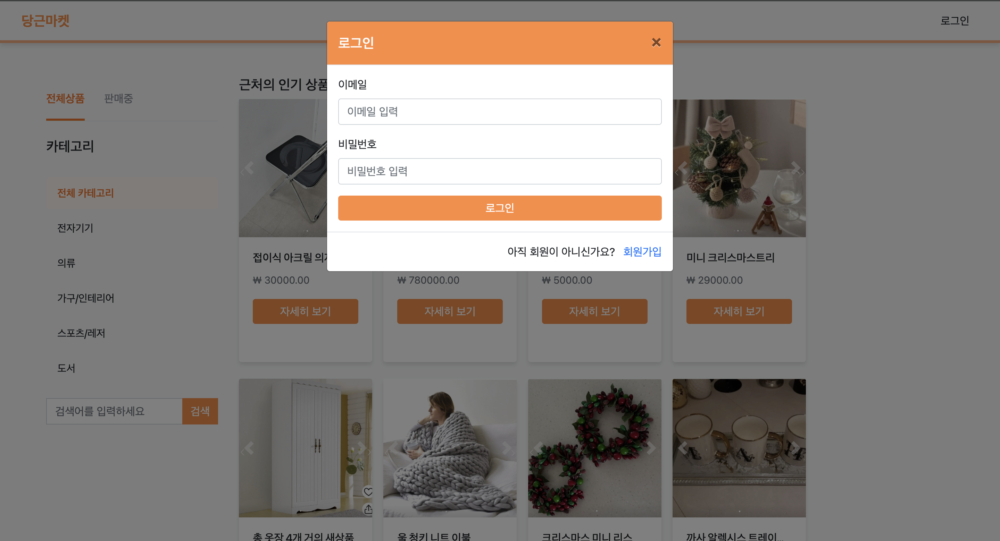 당근마켓
로그인
로그인
×
이메일
이메일 입력
비밀번호
비밀번호 입력
로그인
아직 회원이 아니신가요? 회원가입
전체상품 판매중
카테고리
전체 카테고리
전자기기
의류
가구/인테리어
스포츠/레저
도서
검색어를 입력하세요 검색
근처의 인기 상품
접이식 아크릴 의자
₩ 30000.00
자세히 보기
₩ 780000.00
자세히 보기
₩ 5000.00
자세히 보기
미니 크리스마스트리
₩ 29000.00
자세히 보기
총 옷장 4개 거의 새상품
울 청키 니트 이불
크리스마스 미니 리스
까사 알렉시스 트레이...